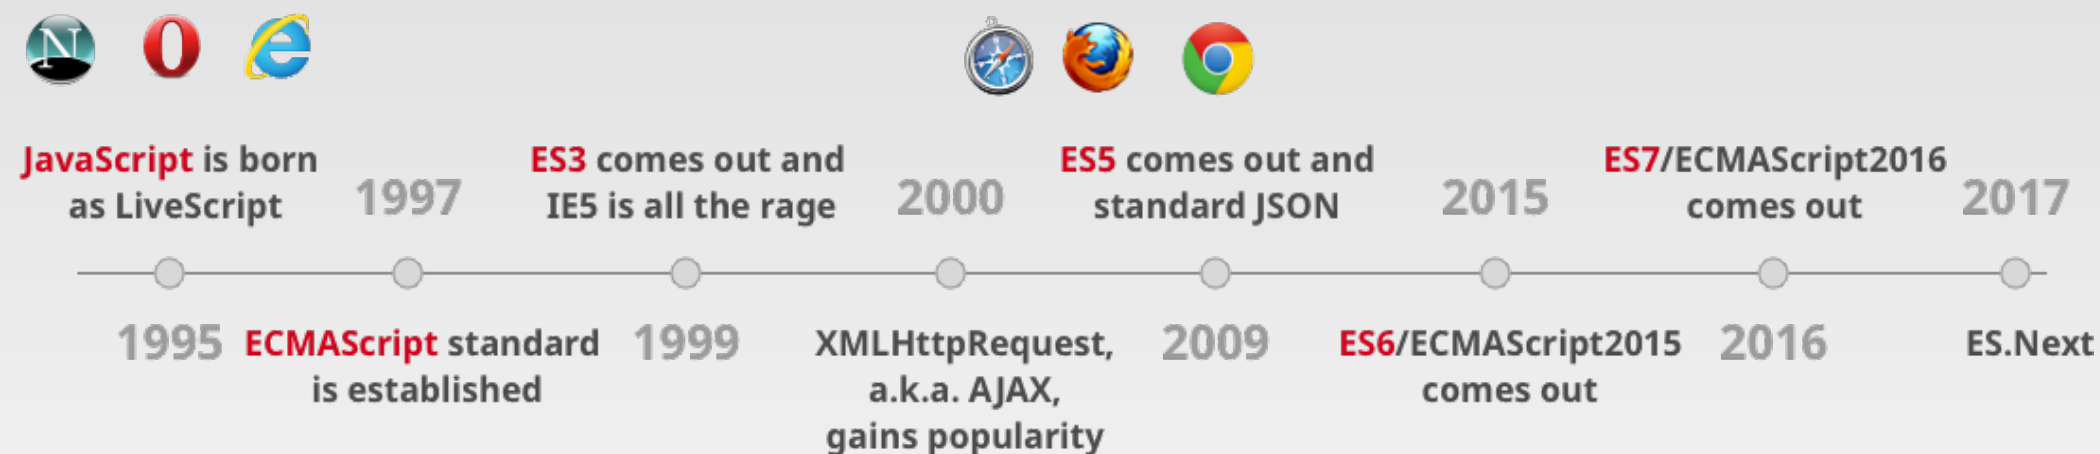 N
JavaScript is born
as LiveScript
1995
1997
ECMAScript standard
is established
ES3 comes out and
IE5 is all the rage
1999
2000
XMLHttpRequest,
a.k.a. AJAX,
gains popularity
ES5 comes out and
standard JSON
2009
2015
ES6/ECMAScript2015
comes out
ES7/ECMAScript2016
comes out
2016
2017
ES.Next